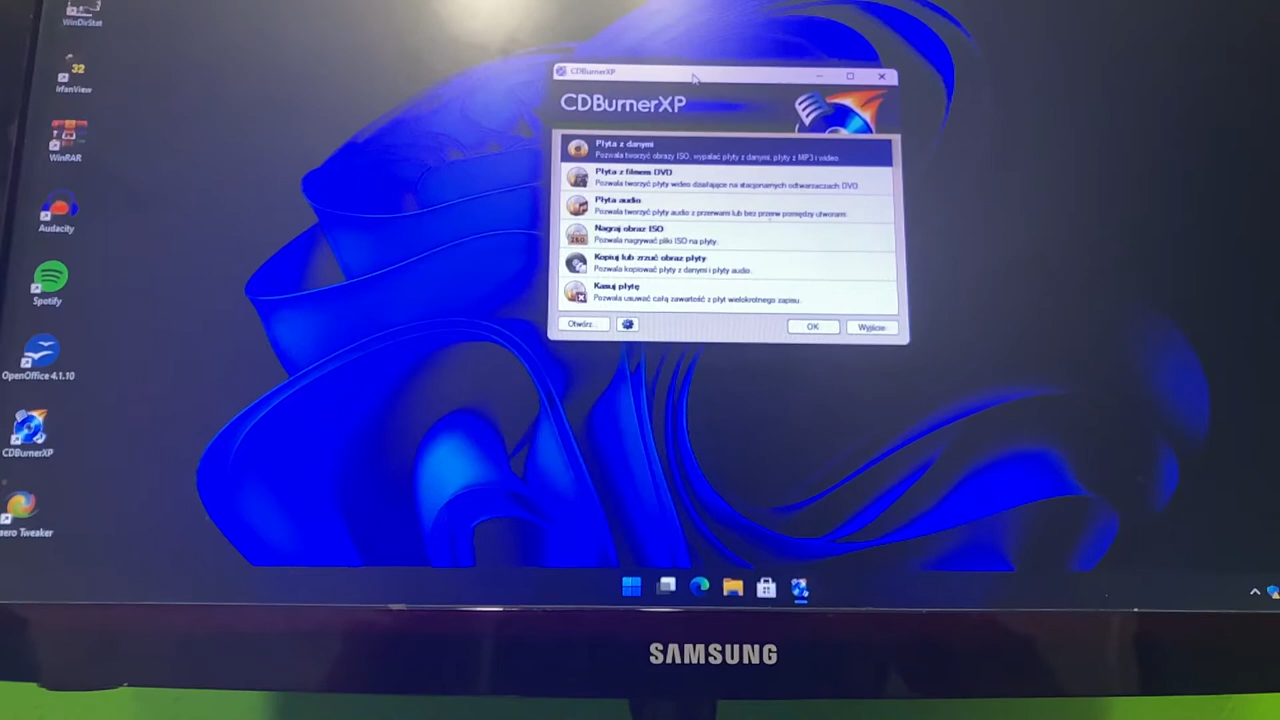 WinDirStat
32
IrfanView
WinRAR
Audacity
Spotify
OpenOffice 4.1.10
CDBurnerXP
aero Tweaker
CDBurnerXP
CDBurnerXP
Płyta z danymi
Pozwala tworzyć obrazy ISO, wypalać płyty z danymi, płyty z MP3 i wideo.
Płyta z filmem DVD
Pozwala tworzyć płyty wideo działające na stacjonarnych odtwarzaczach DVD.
Płyta audio
Pozwala tworzyć płyty audio z przerwami lub bez przerw pomiędzy utworami.
Nagraj obraz ISO
Pozwala nagrywać pliki ISO na płyty.
ISO
Kopiuj lub zrzuć obraz płyty
Pozwala kopiować płyty z danymi i płyty audio.
Kasuj płytę
Pozwala usuwać całą zawartość z płyt wielokrotnego zapisu.
Otwórz...
OK
Wyjście
SAMSUNG